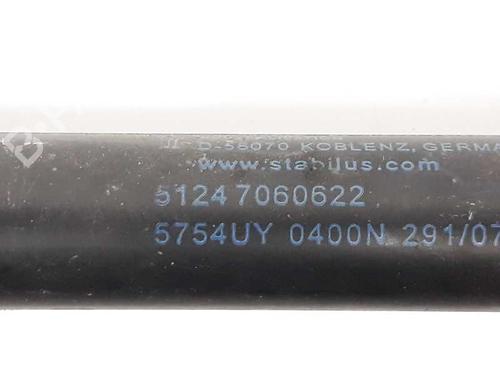 D-56070 KOBLENZ, GERMA
www.stabilus.com
51247060622
5754UY 0400N 291/07